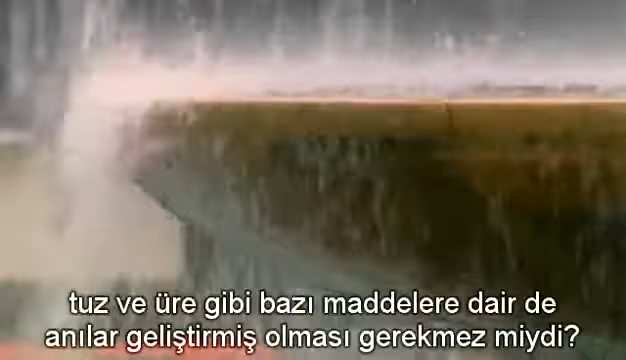 tuz ve üre gibi bazı maddelere dair de
anılar geliştirmiş olması gerekmez miydi?